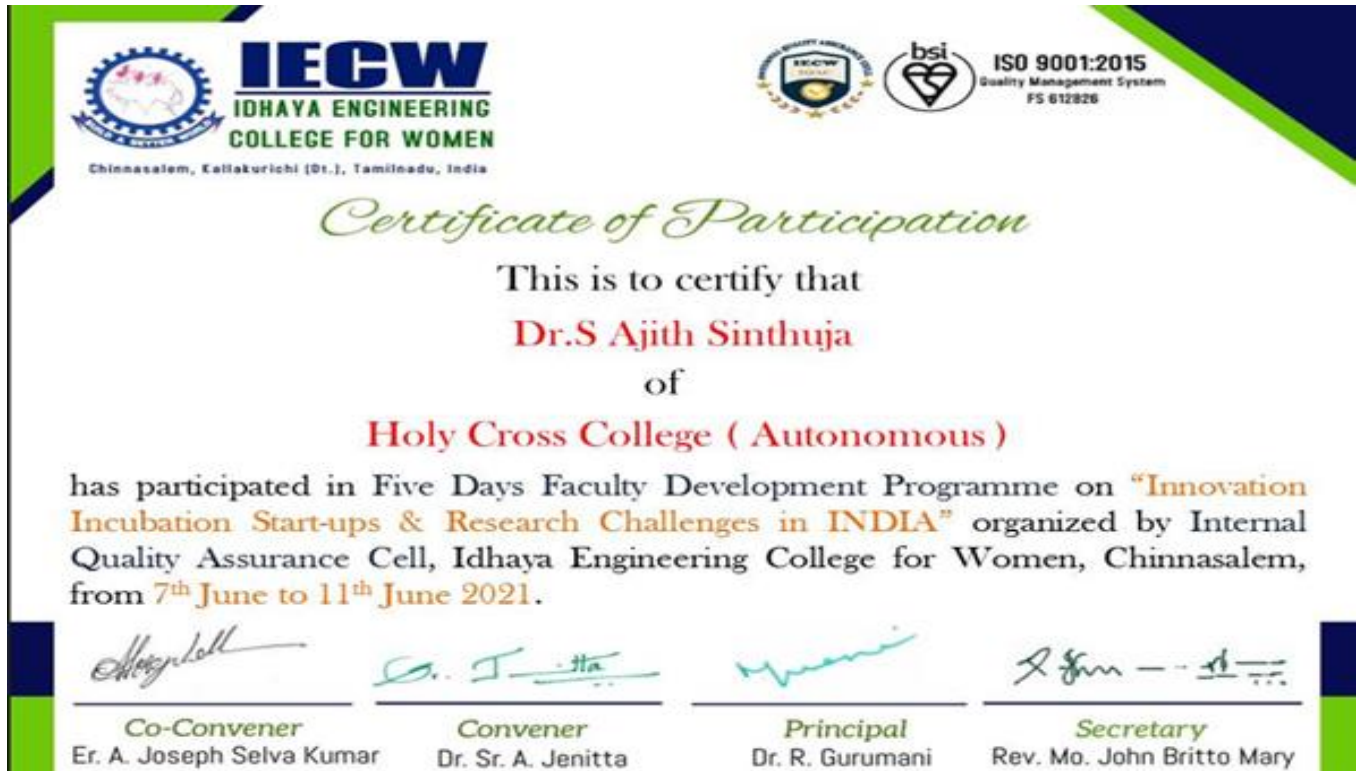 IECW
IDHAYA ENGINEERING
COLLEGE FOR WOMEN
Chinnasalem, Kallakurichi (Dt.), Tamilnadu, India
IECW
bsi
ISO 9001:2015
Quality Management System
FS 612826
Certificate of Participation
This is to certify that
Dr.S Ajith Sinthuja
of
Holy Cross College ( Autonomous )
has participated in Five Days Faculty Development Programme on “Innovation
Incubation Start-ups & Research Challenges in INDIA” organized by Internal
Quality Assurance Cell, Idhaya Engineering College for Women, Chinnasalem,
from 7th June to 11th June 2021.
Co-Convener
Er. A. Joseph Selva Kumar
Convener
Dr. Sr. A. Jenitta
Principal
Dr. R. Gurumani
Secretary
Rev. Mo. John Britto Mary